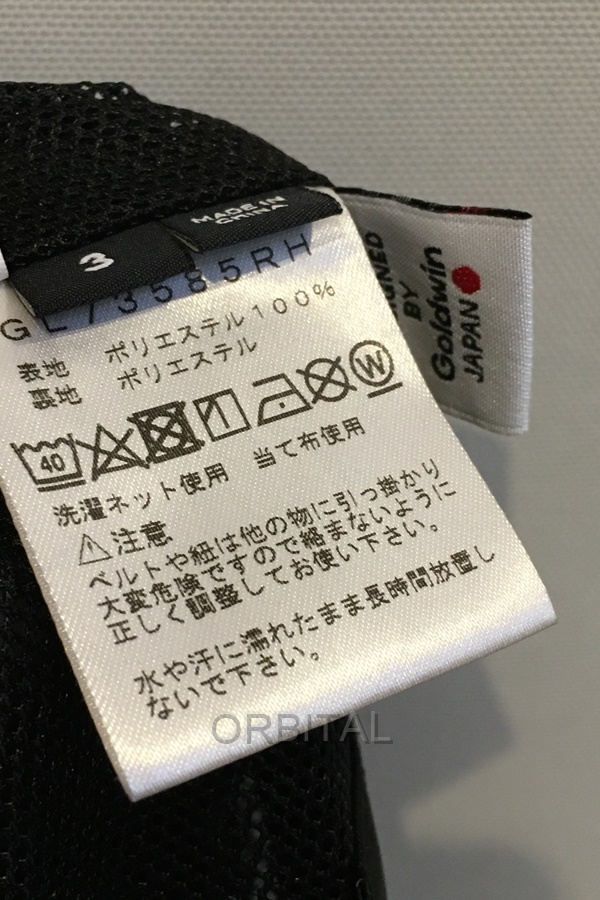 3
MADE IN
CHINA
GL73585RH
表地 ポリエステル100%
裏地 ポリエステル
40
W
洗濯ネット使用 当て布使用
注意
ベルトや紐は他の物に引っ掛かり
大変危険ですので絡まないように
正しく調整してお使い下さい。
水や汗に濡れたまま長時間放置し
ないで下さい。
BY
Goldwin
JAPAN
ORBITAL